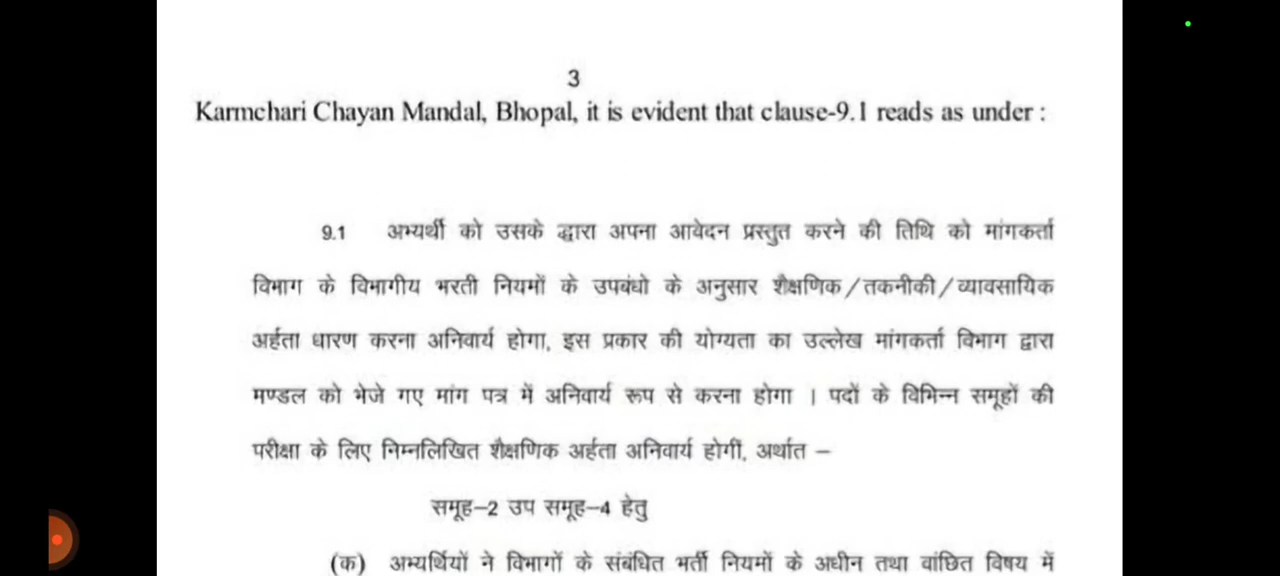 3
Karmchari Chayan Mandal, Bhopal, it is evident that clause-9.1 reads as under :
9.1 अभ्यर्थी को उसके द्वारा अपना आवेदन प्रस्तुत करने की तिथि को मांगकर्ता
विभाग के विभागीय भरती नियमों के उपबंधो के अनुसार शैक्षणिक/तकनीकी/व्यावसायिक
अर्हता धारण करना अनिवार्य होगा, इस प्रकार की योग्यता का उल्लेख मांगकर्ता विभाग द्वारा
मण्डल को भेजे गए मांग पत्र में अनिवार्य रूप से करना होगा । पदों के विभिन्न समूहों की
परीक्षा के लिए निम्नलिखित शैक्षणिक अर्हता अनिवार्य होगीं, अर्थात –
समूह–2 उप समूह–4 हेतु
(क) अभ्यर्थियों ने विभागों के संबंधित भर्ती नियमों के अधीन तथा वांछित विषय में